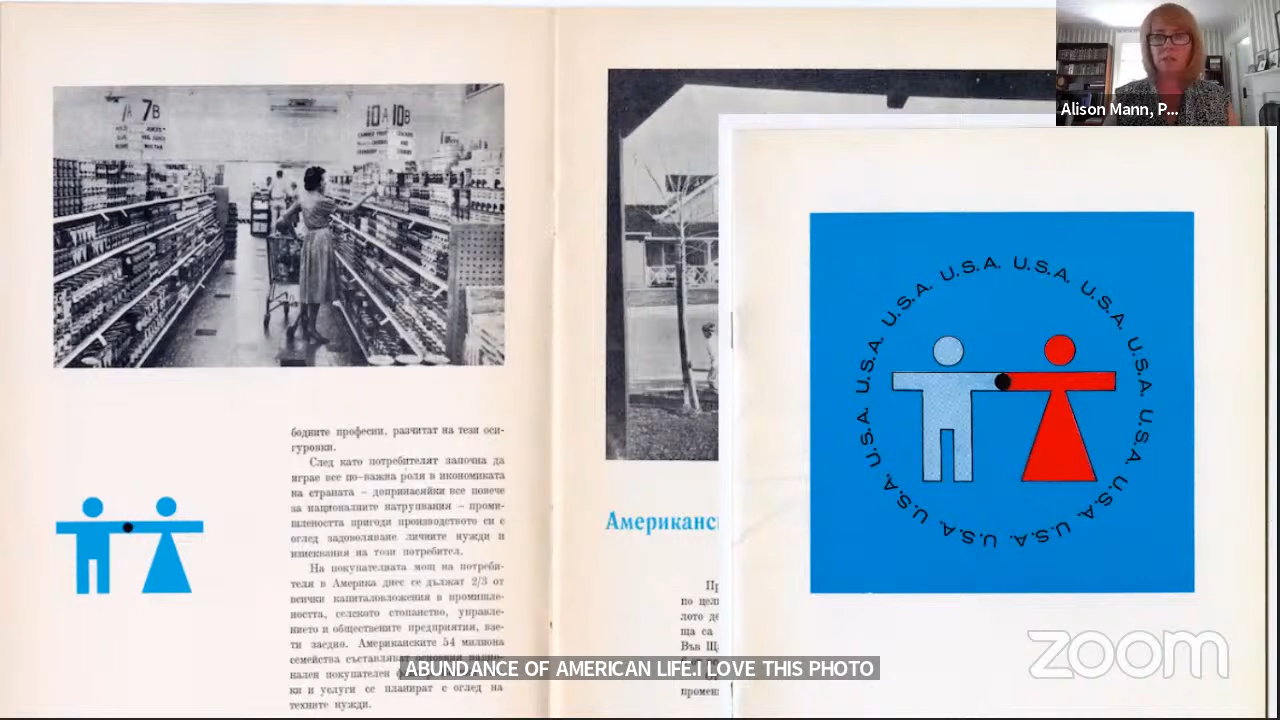 7B
10A 10B
бодните професии, разчитат на тези оси-
гуровки.
След като потребителят започна да
играе все по-важна роля в икономиката
на страната – допринасяйки все повече
за националните натрупвания – проми-
шлеността пригоди производството си с
оглед задоволяване личните нужди и
изисквания на този потребител.
На покупателната мощ на потреби-
теля в Америка днес се дължат 2/3 от
всички капиталовложения в промишле-
ността, селското стопанство, управле-
нието и обществените предприятия, взе-
ти заедно. Американските 54 милиона
семейства съставляват
нален покупателен
ки и услуги се планират с оглед на
техните нужди.
Американс
по цел
лото де
ща са
Във Щ
промен
U.S.A. U.S.A. U.S.A. U.S.A. U.S.A. U.S.A. U.S.A. U.S.A. U.S.A. U.S.A. U.S.A. U.S.A.
Alison Mann, P...
ABUNDANCE OF AMERICAN LIFE.I LOVE THIS PHOTO
zoom